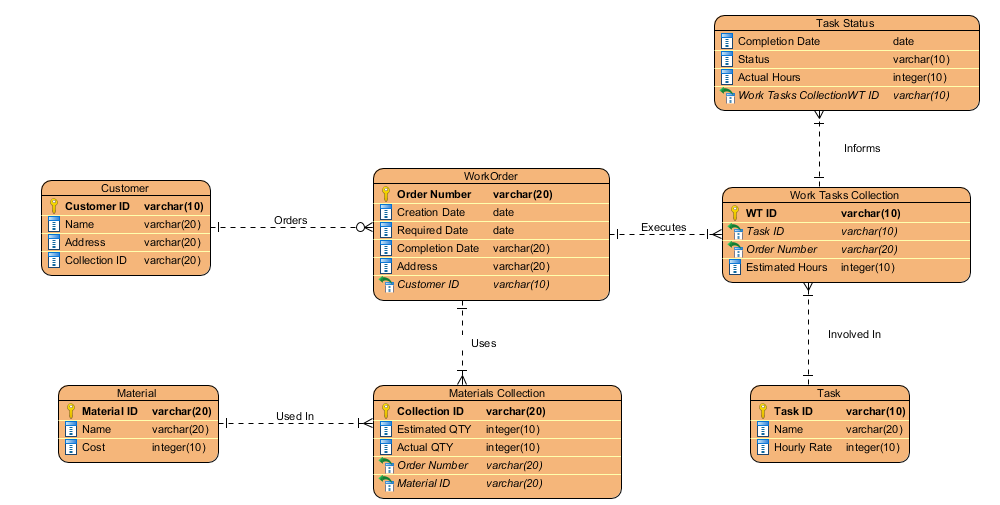 Task Status
Completion Date date
Status varchar(10)
Actual Hours integer(10)
Work Tasks CollectionWT ID varchar(10)
Informs
Customer
Customer ID varchar(10)
Name varchar(20)
Address varchar(20)
Collection ID varchar(20)
Orders
WorkOrder
Order Number varchar(20)
Creation Date date
Required Date date
Completion Date varchar(20)
Address varchar(20)
Customer ID varchar(10)
Executes
Work Tasks Collection
WT ID varchar(10)
Task ID varchar(10)
Order Number varchar(20)
Estimated Hours integer(10)
Uses
Involved In
Material
Material ID varchar(20)
Name varchar(20)
Cost integer(10)
Used In
Materials Collection
Collection ID varchar(20)
Estimated QTY integer(10)
Actual QTY integer(10)
Order Number varchar(20)
Material ID varchar(20)
Task
Task ID varchar(10)
Name varchar(20)
Hourly Rate integer(10)